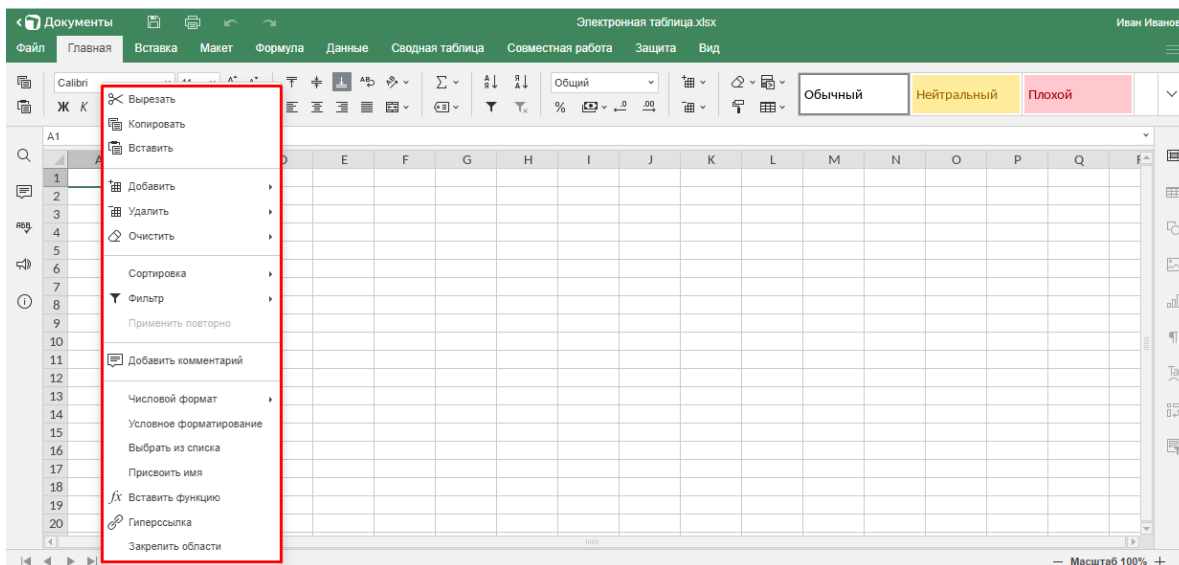 Документы Электронная таблица.xlsx Иван Иванов
Файл Главная Вставка Макет Формула Данные Сводная таблица Совместная работа Защита Вид
Calibri 11 Общий
Ж К % Обычный Нейтральный Плохой
A1
A D E F G H I J K L M N O P Q
1
2
3
4
5
6
7
8
9
10
11
12
13
14
15
16
17
18
19
20
Вырезать
Копировать
Вставить
Добавить
Удалить
Очистить
Сортировка
Фильтр
Применить повторно
Добавить комментарий
Числовой формат
Условное форматирование
Выбрать из списка
Присвоить имя
fx Вставить функцию
Гиперссылка
Закрепить области
Масштаб 100%